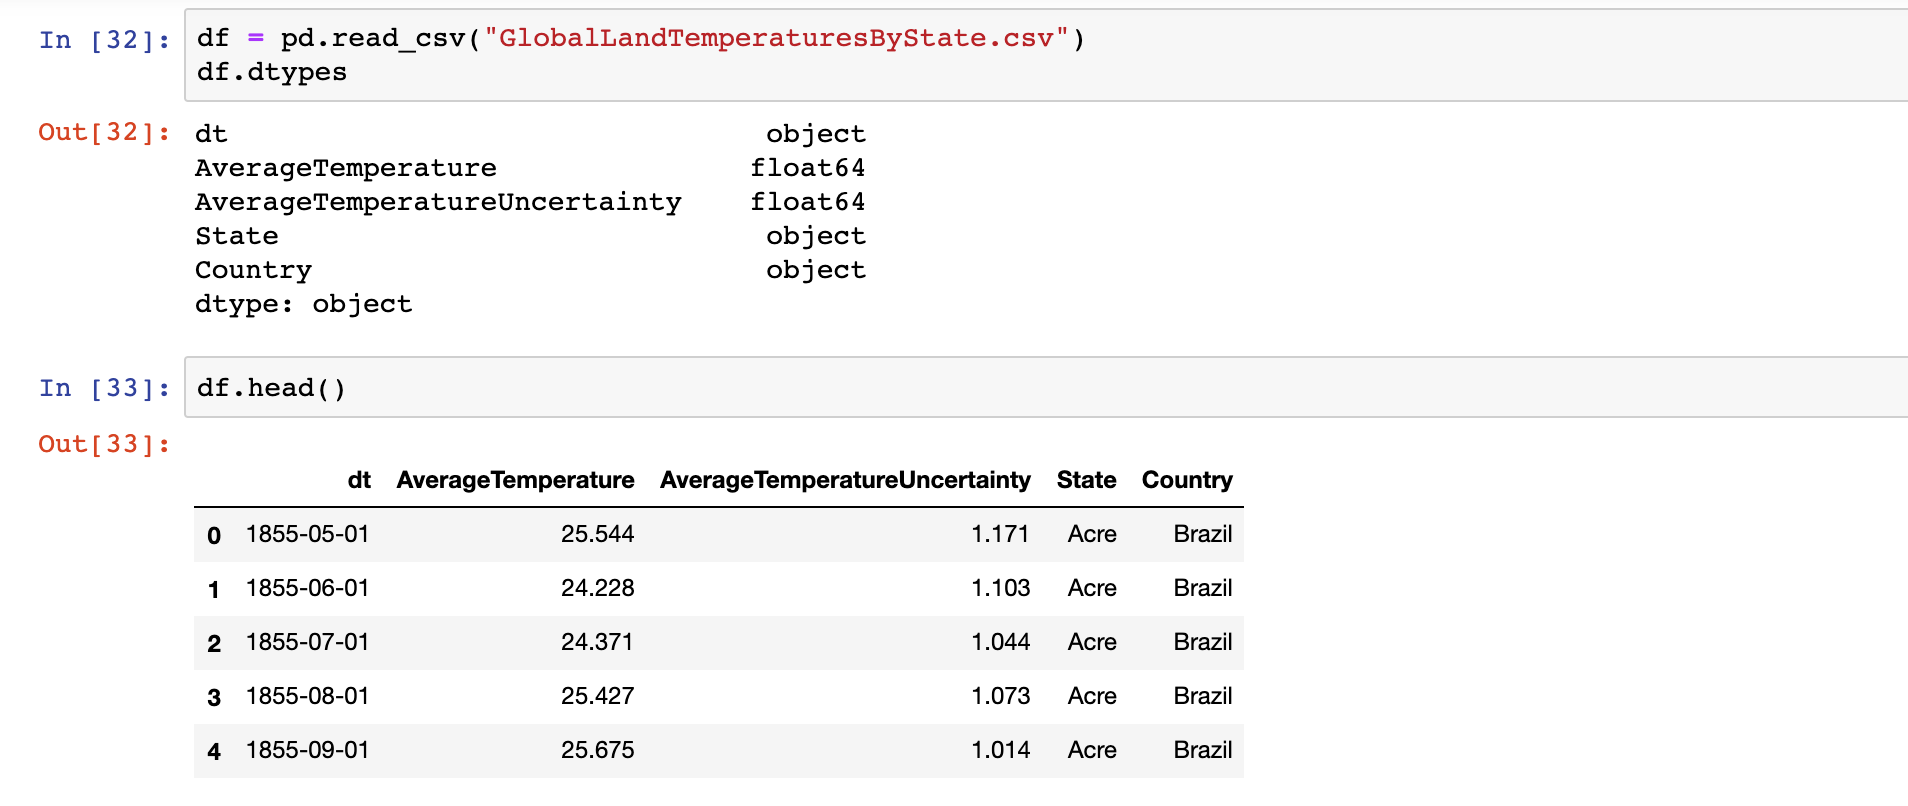 In [32]: df = pd.read_csv("GlobalLandTemperaturesByState.csv")
df.dtypes
Out[32]: dt object
AverageTemperature float64
AverageTemperatureUncertainty float64
State object
Country object
dtype: object
In [33]: df.head()
Out[33]:
dt AverageTemperature AverageTemperatureUncertainty State Country
0 1855-05-01 25.544 1.171 Acre Brazil
1 1855-06-01 24.228 1.103 Acre Brazil
2 1855-07-01 24.371 1.044 Acre Brazil
3 1855-08-01 25.427 1.073 Acre Brazil
4 1855-09-01 25.675 1.014 Acre Brazil